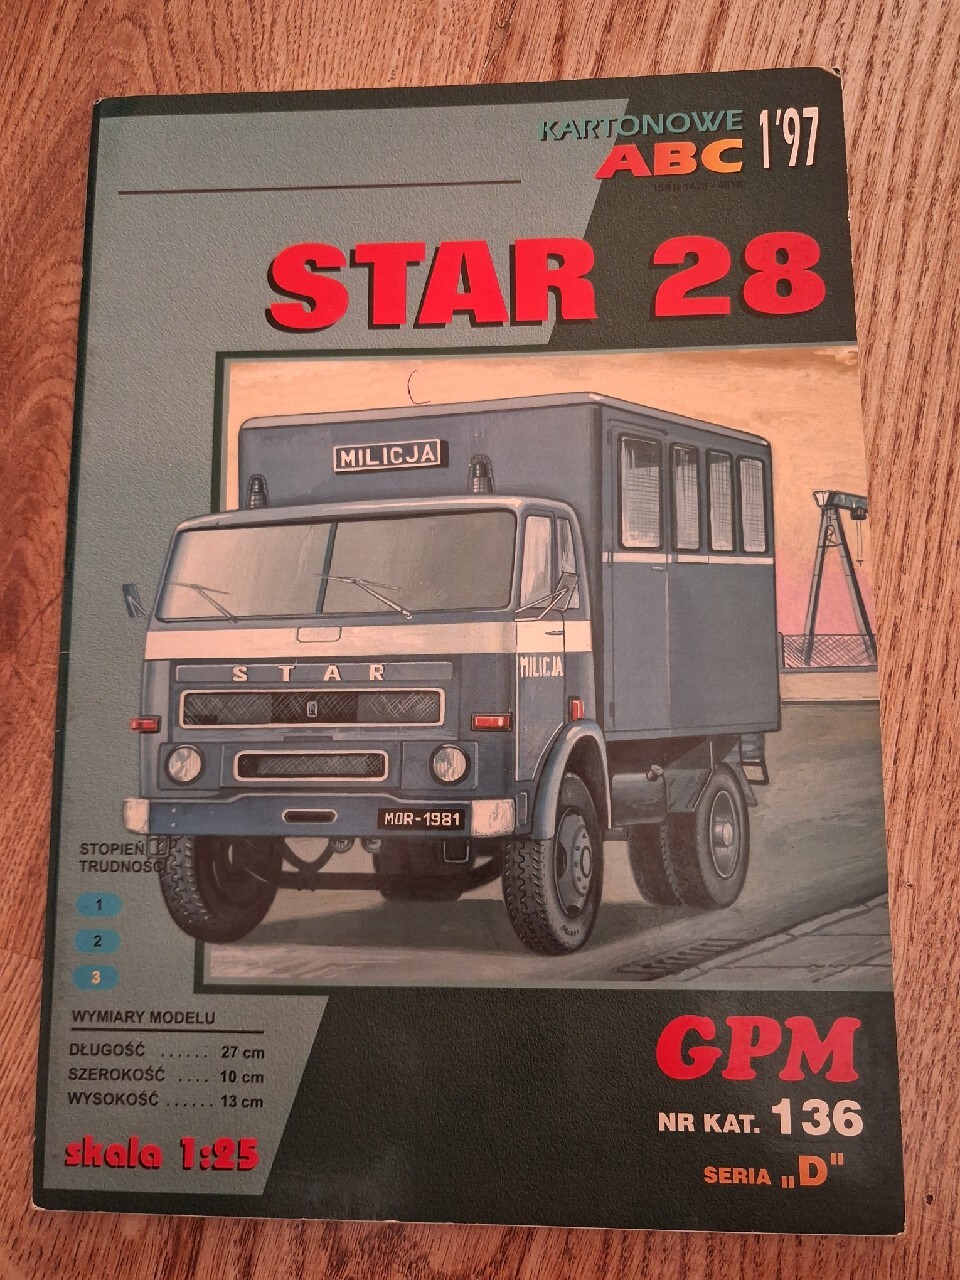 KARTONOWE
ABC 1'97
STAR 28
MILICJA
STAR
MILICJA
MOR-1981
STOPIEŃ
TRUDNOŚCI
1
2
3
WYMIARY MODELU
DŁUGOŚĆ ...... 27 cm
SZEROKOŚĆ .... 10 cm
WYSOKOŚĆ ...... 13 cm
skala 1:25
GPM
NR KAT. 136
SERIA „D"